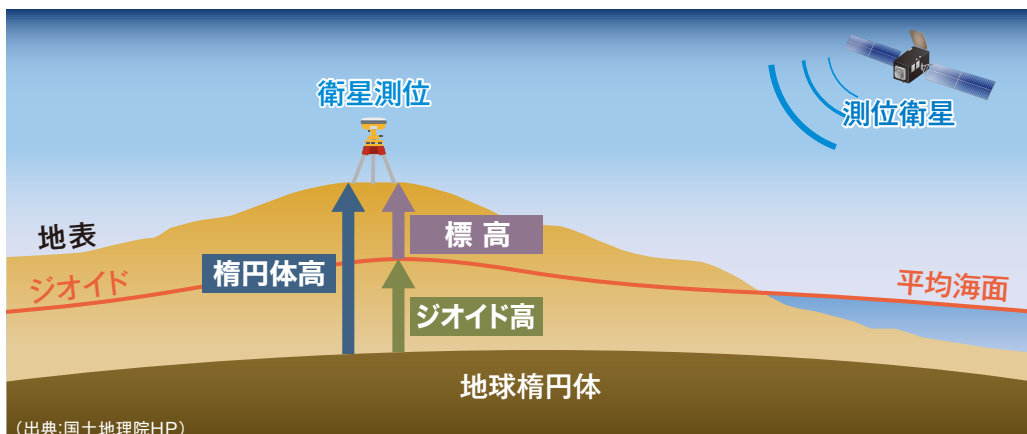 衛星測位
測位衛星
地表
標高
楕円体高
ジオイド
平均海面
ジオイド高
地球楕円体
(出典:国土地理院HP)